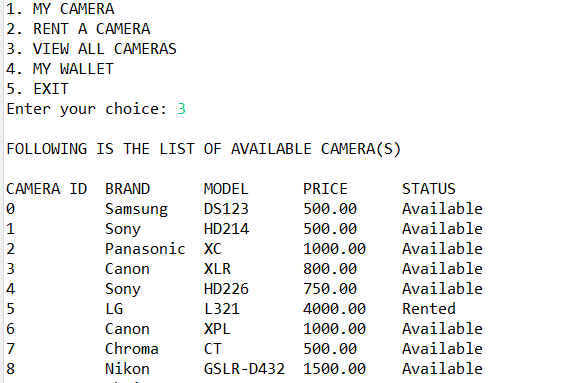 1. MY CAMERA
2. RENT A CAMERA
3. VIEW ALL CAMERAS
4. MY WALLET
5. EXIT
Enter your choice: 3
FOLLOWING IS THE LIST OF AVAILABLE CAMERA(S)
CAMERA ID BRAND MODEL PRICE STATUS
0 Samsung DS123 500.00 Available
1 Sony HD214 500.00 Available
2 Panasonic XC 1000.00 Available
3 Canon XLR 800.00 Available
4 Sony HD226 750.00 Available
5 LG L321 4000.00 Rented
6 Canon XPL 1000.00 Available
7 Chroma CT 500.00 Available
8 Nikon GSLR-D432 1500.00 Available